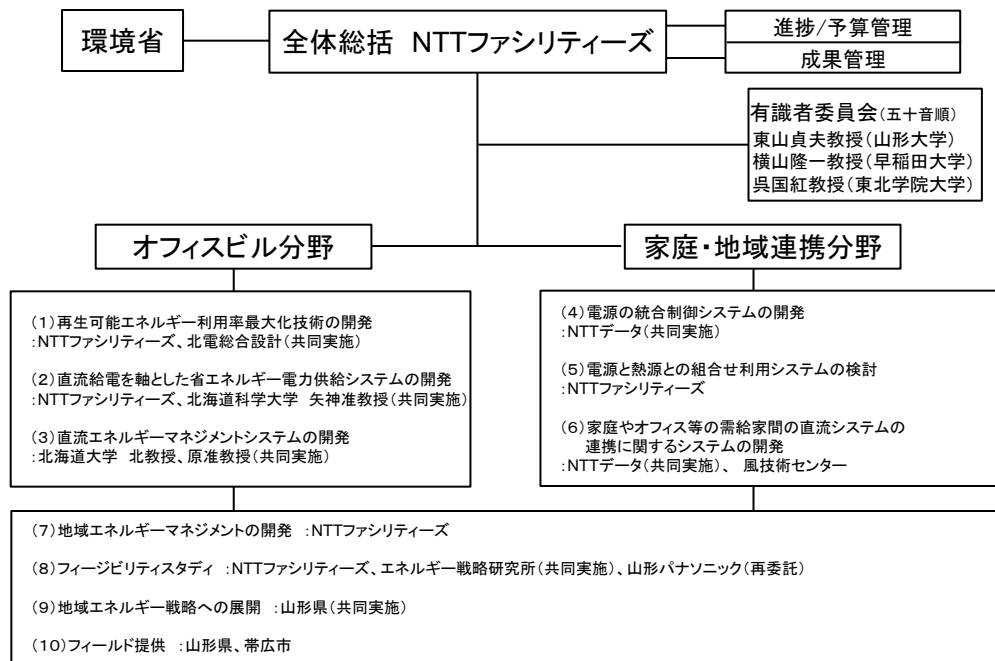 環境省
全体総括 NTTファシリティーズ
進捗/予算管理
成果管理
有識者委員会(五十音順)
東山貞夫教授(山形大学)
横山隆一教授(早稲田大学)
呉国紅教授(東北学院大学)
オフィスビル分野
(1)再生可能エネルギー利用率最大化技術の開発
:NTTファシリティーズ、北電総合設計(共同実施)
(2)直流給電を軸とした省エネルギー電力供給システムの開発
:NTTファシリティーズ、北海道科学大学 矢神准教授(共同実施)
(3)直流エネルギーマネジメントシステムの開発
:北海道大学 北教授、原准教授(共同実施)
家庭・地域連携分野
(4)電源の統合制御システムの開発
:NTTデータ(共同実施)
(5)電源と熱源との組合せ利用システムの検討
:NTTファシリティーズ
(6)家庭やオフィス等の需給家間の直流システムの
連携に関するシステムの開発
:NTTデータ(共同実施)、 風技術センター
(7)地域エネルギーマネジメントの開発 :NTTファシリティーズ
(8)フィージビリティスタディ :NTTファシリティーズ、エネルギー戦略研究所(共同実施)、山形パナソニック(再委託)
(9)地域エネルギー戦略への展開 :山形県(共同実施)
(10)フィールド提供 :山形県、帯広市